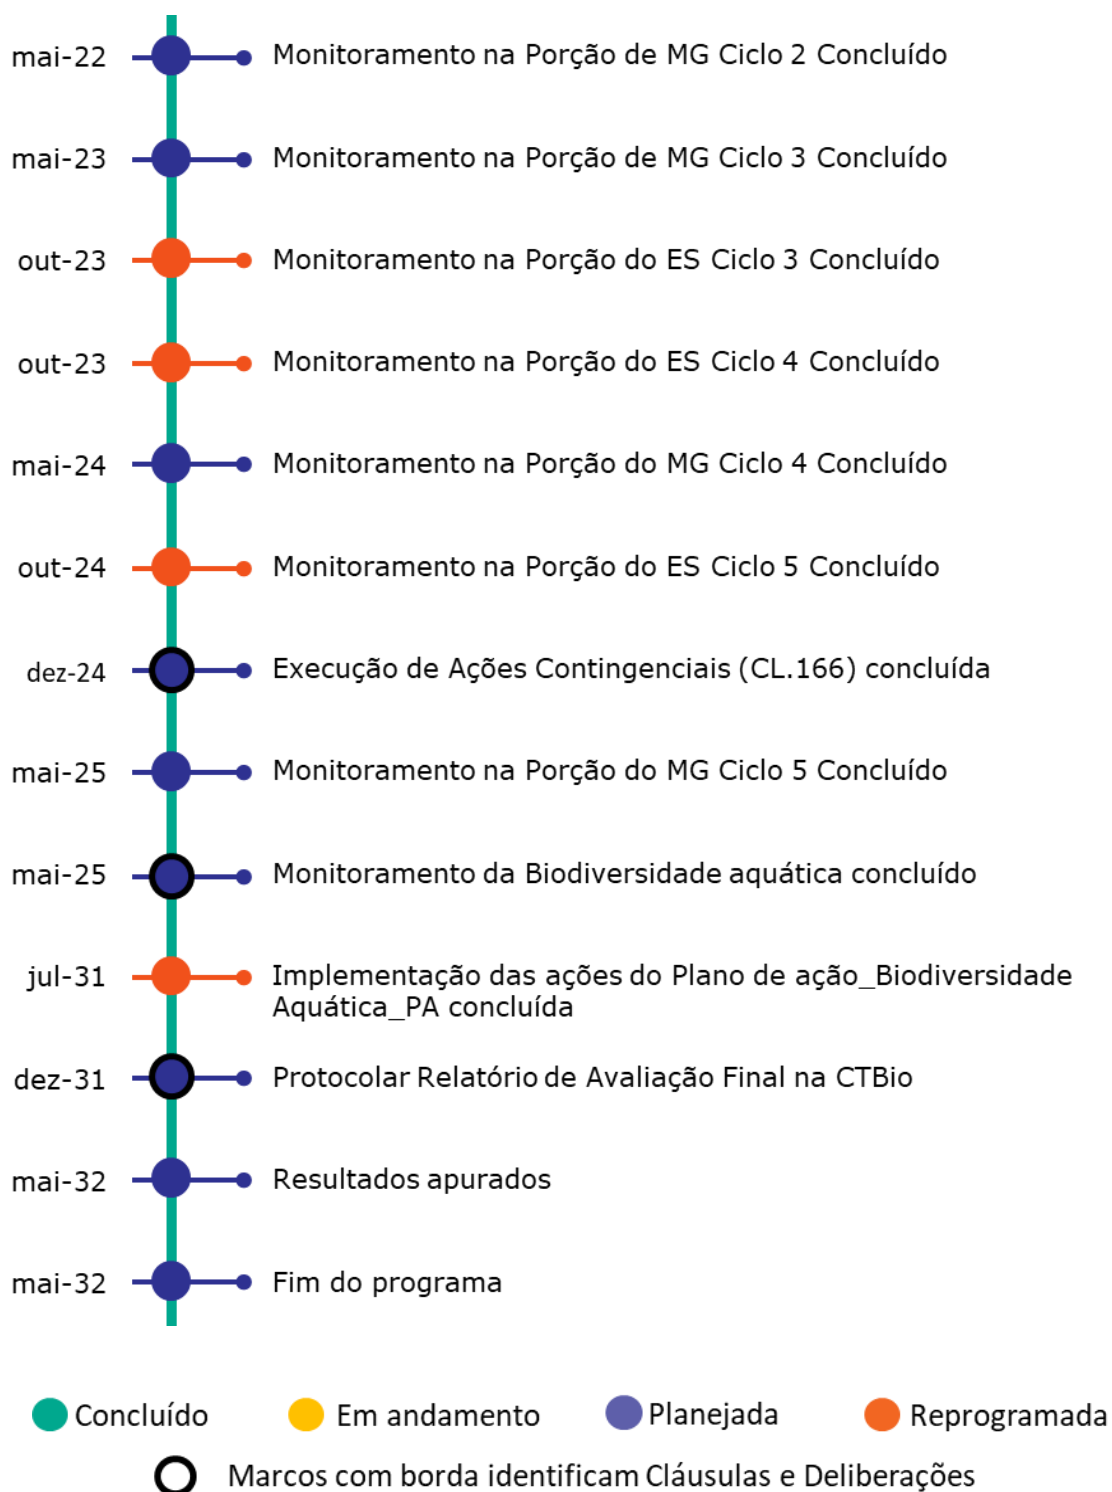 mai-22 Monitoramento na Porção de MG Ciclo 2 Concluído
mai-23 Monitoramento na Porção de MG Ciclo 3 Concluído
out-23 Monitoramento na Porção do ES Ciclo 3 Concluído
out-23 Monitoramento na Porção do ES Ciclo 4 Concluído
mai-24 Monitoramento na Porção do MG Ciclo 4 Concluído
out-24 Monitoramento na Porção do ES Ciclo 5 Concluído
dez-24 Execução de Ações Contingenciais (CL.166) concluída
mai-25 Monitoramento na Porção do MG Ciclo 5 Concluído
mai-25 Monitoramento da Biodiversidade aquática concluído
jul-31 Implementação das ações do Plano de ação_Biodiversidade
Aquática_PA concluída
dez-31 Protocolar Relatório de Avaliação Final na CTBio
mai-32 Resultados apurados
mai-32 Fim do programa
Concluído Em andamento Planejada Reprogramada
Marcos com borda identificam Cláusulas e Deliberações